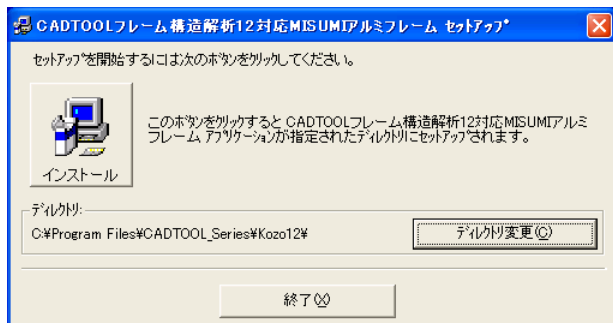 CADTOOLフレーム構造解析12対応MISUMIアルミフレーム ｾｯﾄｱｯﾌﾟ
ｾｯﾄｱｯﾌﾟを開始するには次のﾎﾞﾀﾝをｸﾘｯｸしてください。
このﾎﾞﾀﾝをｸﾘｯｸすると CADTOOLフレーム構造解析12対応MISUMIアルミ
フレーム ｱﾌﾟﾘｹｰｼｮﾝが指定されたﾃﾞｨﾚｸﾄﾘにｾｯﾄｱｯﾌﾟされます。
インストール
ﾃﾞｨﾚｸﾄﾘ:
C:¥Program Files¥CADTOOL_Series¥Kozo12¥
ﾃﾞｨﾚｸﾄﾘ変更(C)
終了(X)